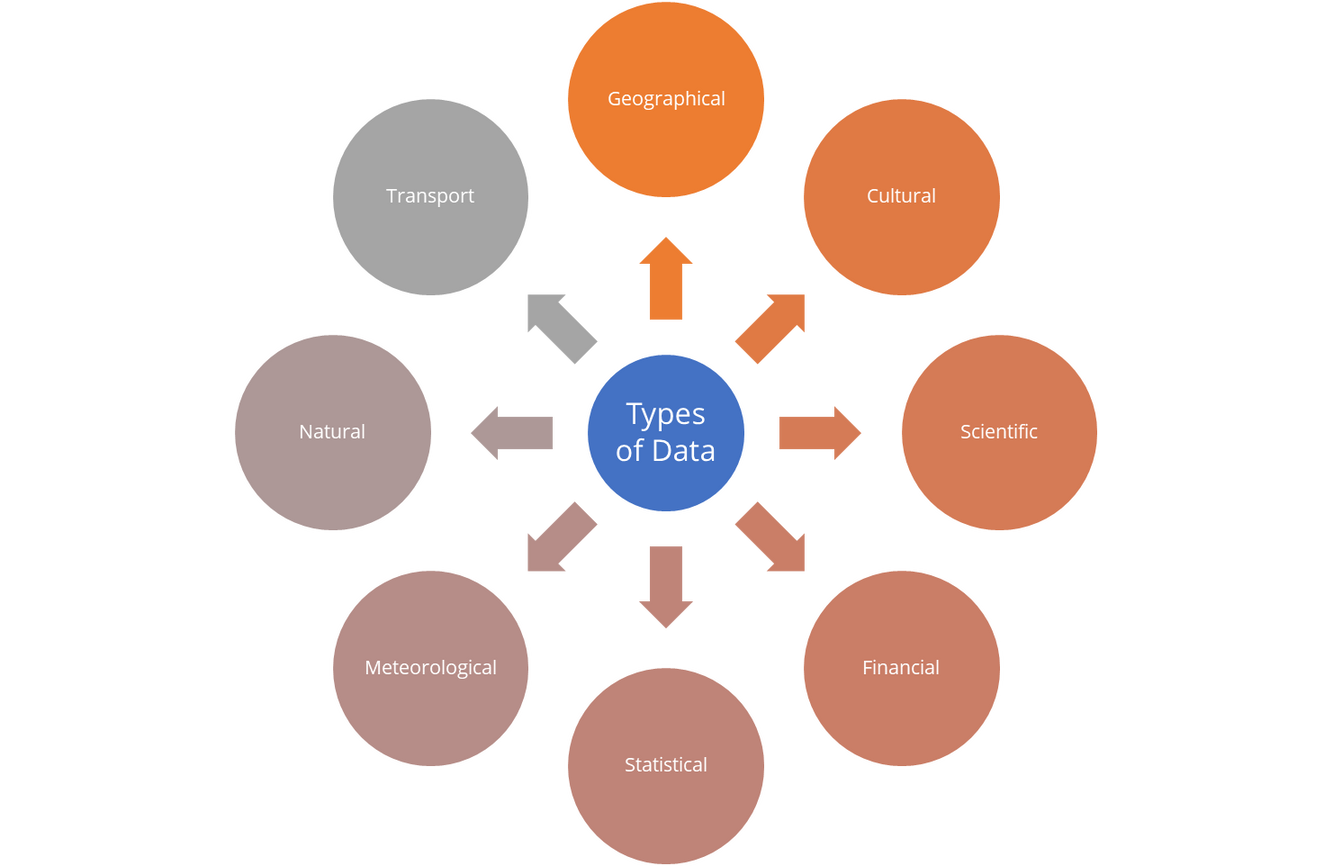 Geographical
Cultural
Scientific
Financial
Statistical
Meteorological
Natural
Transport
Types
of Data